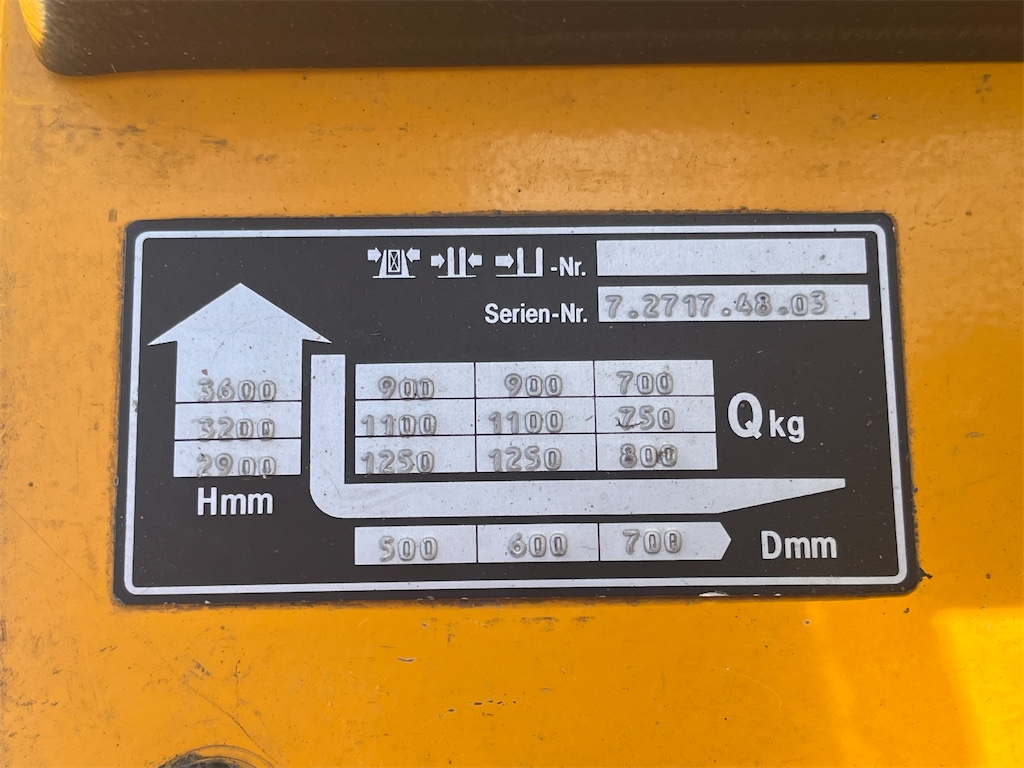 -Nr.
Serien-Nr. 7.2717.48.03
3600 900 900 700
3200 1100 1100 750 Qkg
2900 1250 1250 800
Hmm
500 600 700 Dmm